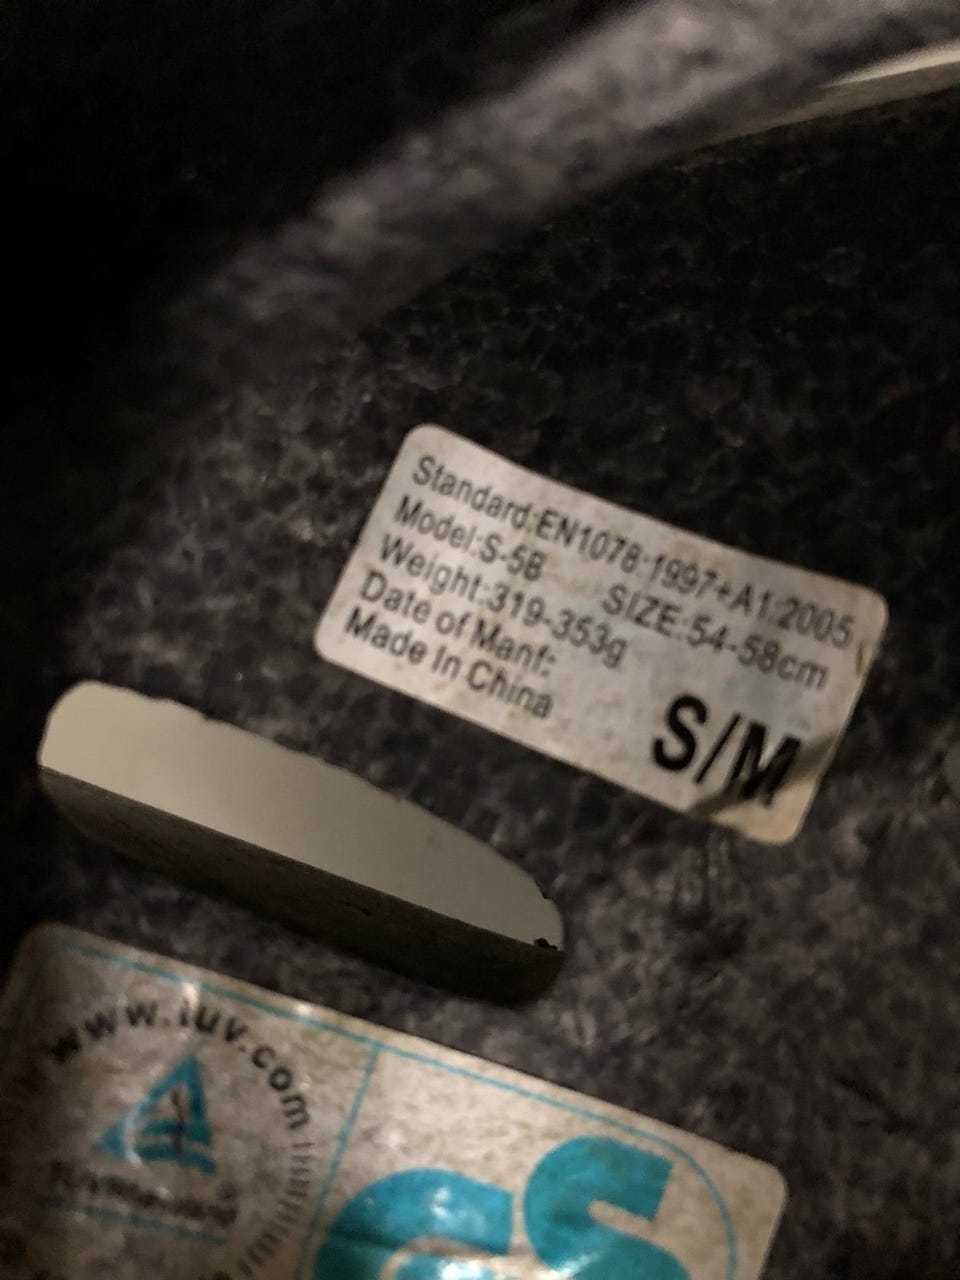 Standard:EN1078:1997+A1:2005
Model:S-58 SIZE:54-58cm
Weight:319-353g
Date of Manf:
Made In China
S/M
www.tuv.com
GS